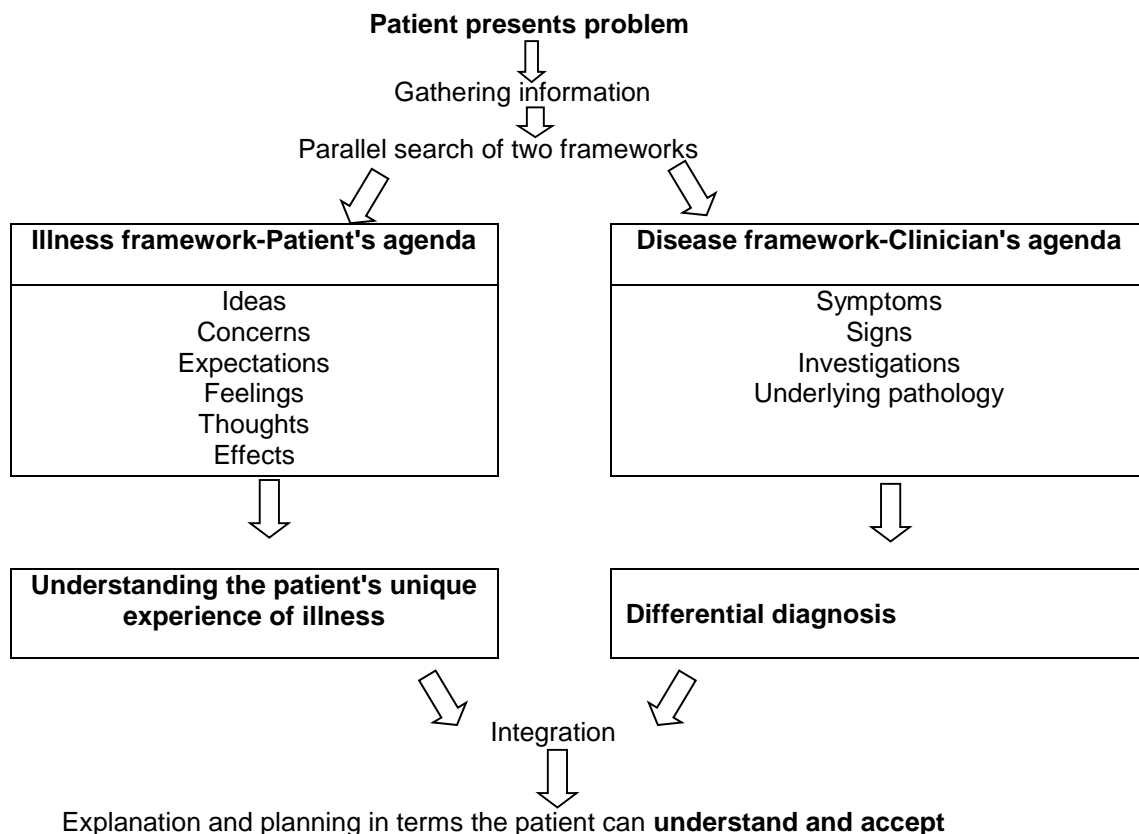 Patient presents problem
Gathering information
Parallel search of two frameworks
Illness framework-Patient's agenda
Ideas
Concerns
Expectations
Feelings
Thoughts
Effects
Disease framework-Clinician's agenda
Symptoms
Signs
Investigations
Underlying pathology
Understanding the patient's unique
experience of illness
Differential diagnosis
Integration
Explanation and planning in terms the patient can understand and accept